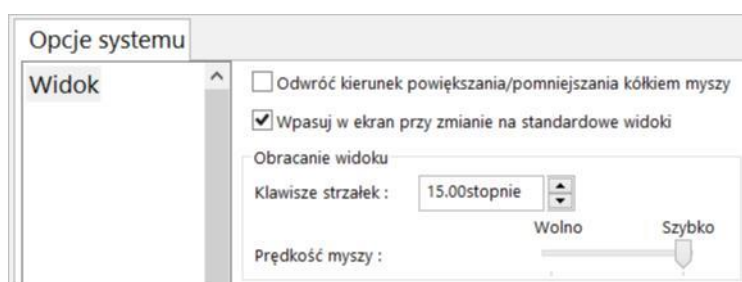 Opcje systemu
Widok
Odwróć kierunek powiększania/pomniejszania kółkiem myszy
Wpasuj w ekran przy zmianie na standardowe widoki
Obracanie widoku
Klawisze strzałek : 15.00stopnie
Wolno Szybko
Prędkość myszy :